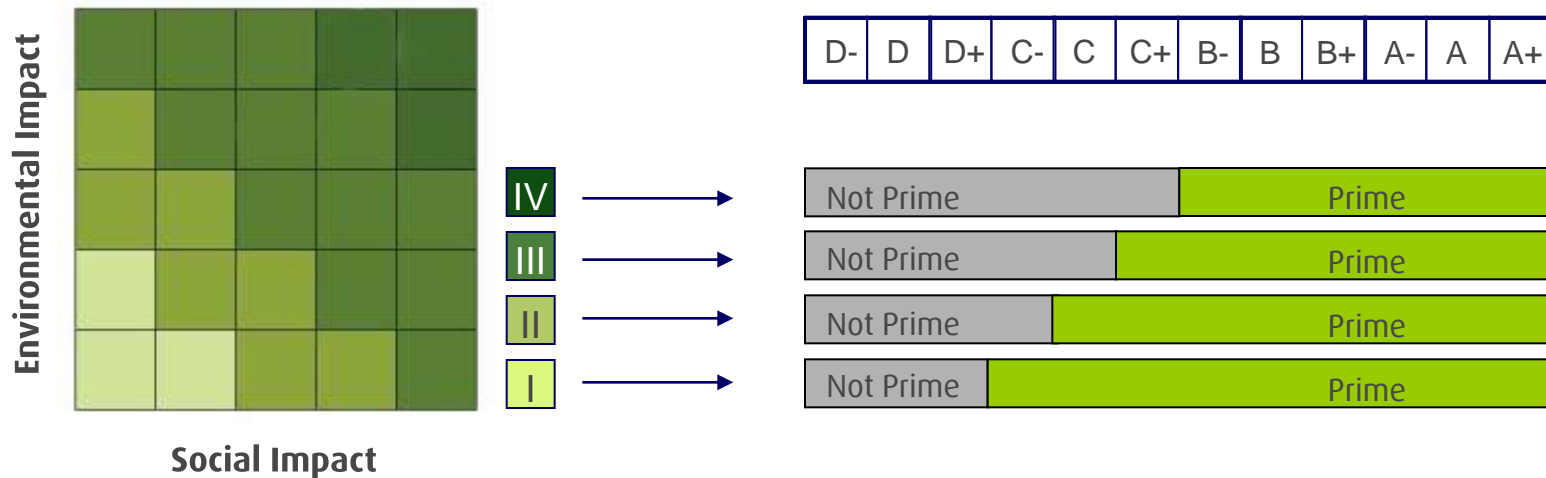 Environmental Impact
Social Impact
IV
III
II
I
D- D D+ C- C C+ B- B B+ A- A A+
Not Prime Prime
Not Prime Prime
Not Prime Prime
Not Prime Prime